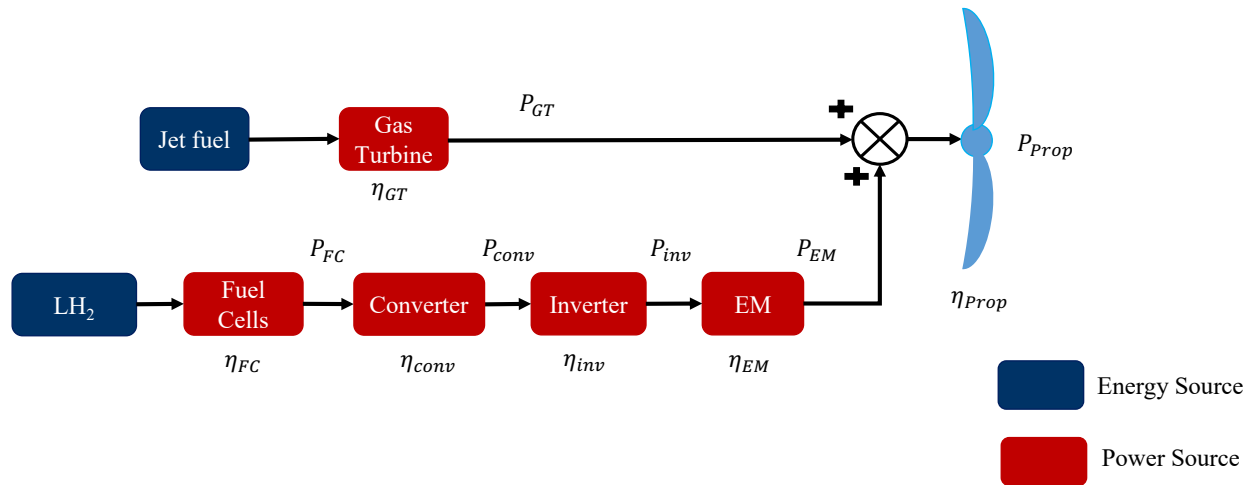 Jet fuel
Gas
Turbine
η_GT
P_GT
+
+
P_Prop
η_Prop
LH₂
Fuel
Cells
η_FC
P_FC
Converter
η_conv
P_conv
Inverter
η_inv
P_inv
EM
η_EM
P_EM
Energy Source
Power Source